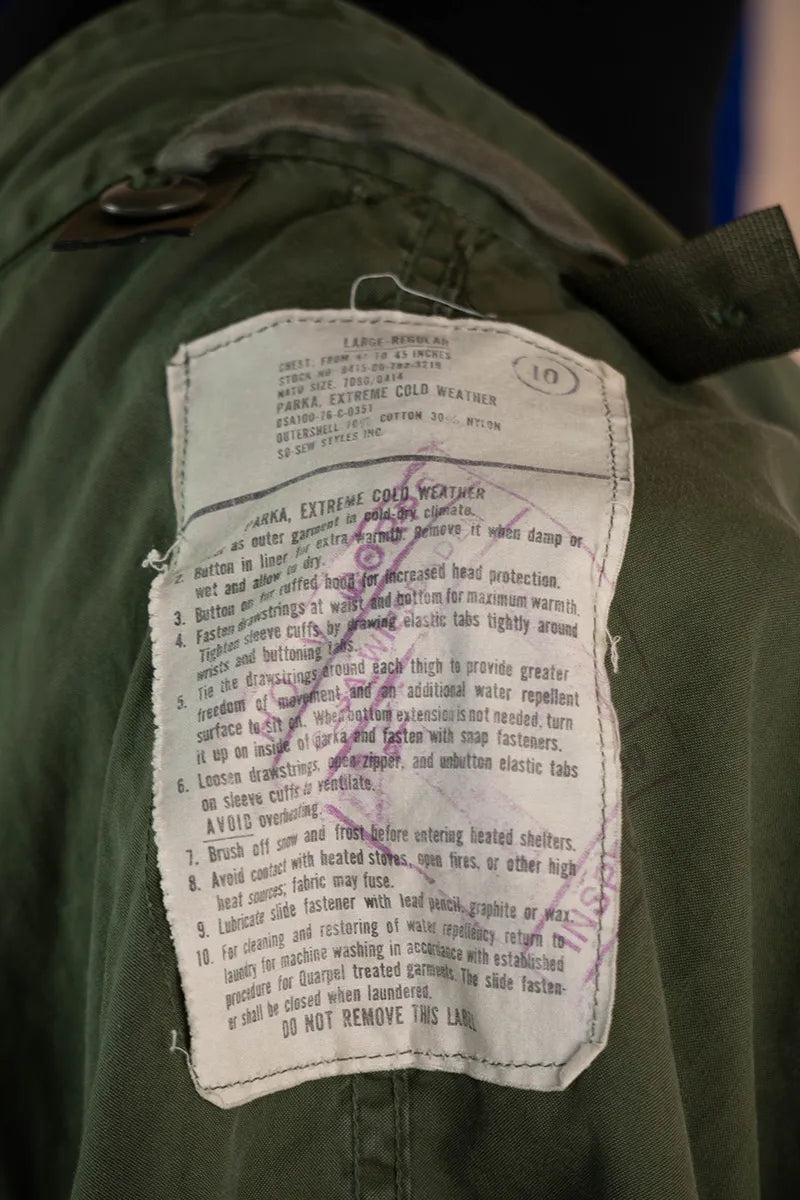 LARGE-REGULAR
CHEST: FROM 41 TO 45 INCHES
STOCK NO. 8415-00-782-3219
NATO SIZE. 7080/0414
PARKA, EXTREME COLD WEATHER
DSA100-76-C-0351
OUTERSHELL COTTON NYLON
SO-SEW STYLES INC.
10
PARKA, EXTREME COLD WEATHER
as outer garment in cold-dry climate.
2. Button in liner for extra warmth. Remove it when damp or
wet and allow to dry.
3. Button on fur ruffed hood for increased head protection.
4. Fasten drawstrings at waist and bottom for maximum warmth.
Tighten sleeve cuffs by drawing elastic tabs tightly around
wrists and buttoning tabs.
5. Tie the drawstrings around each thigh to provide greater
freedom of movement and an additional water repellent
surface to sit on. When bottom extension is not needed, turn
it up on inside of parka and fasten with snap fasteners.
6. Loosen drawstrings, open zipper, and unbutton elastic tabs
on sleeve cuffs to ventilate.
AVOID overheating.
7. Brush off snow and frost before entering heated shelters.
8. Avoid contact with heated stoves, open fires, or other high
heat sources; fabric may fuse.
9. Lubricate slide fastener with lead pencil, graphite or wax.
10. For cleaning and restoring of water repellency return to
laundry for machine washing in accordance with established
procedure for Quarpel treated garments. The slide fasten-
er shall be closed when laundered.
DO NOT REMOVE THIS LABEL